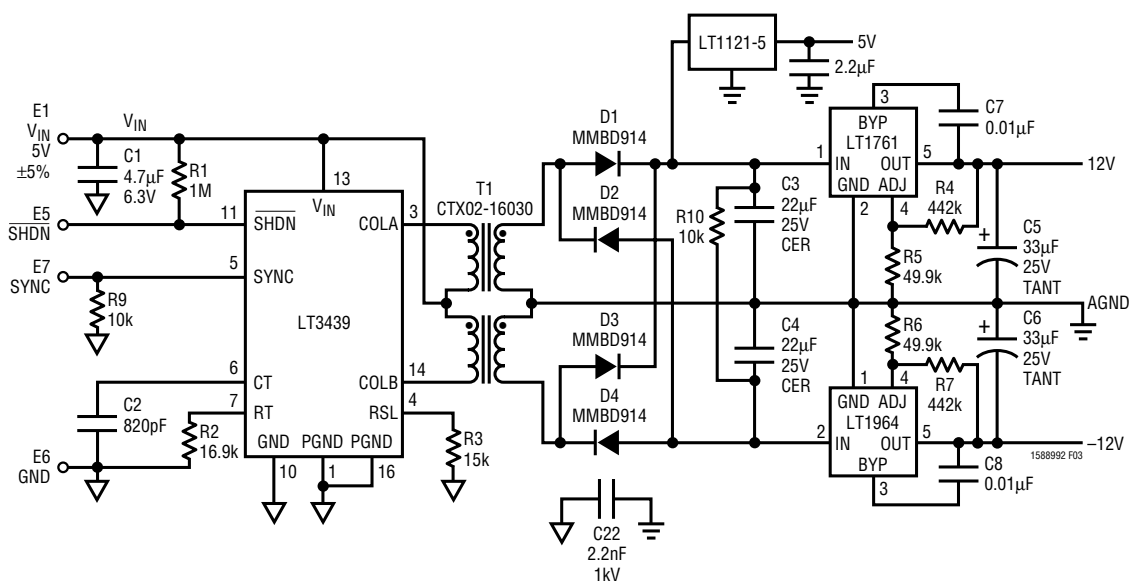 LT1121-5
5V
2.2µF
E1
VIN
5V
±5%
VIN
C1
4.7µF
6.3V
R1
1M
13
VIN
E5
SHDN
11
SHDN
COLA
3
E7
SYNC
5
SYNC
R9
10k
LT3439
6
CT
COLB
14
7
RT
RSL
4
C2
820pF
R2
16.9k
GND
PGND
PGND
10
1
16
R3
15k
E6
GND
T1
CTX02-16030
D1
MMBD914
D2
MMBD914
D3
MMBD914
D4
MMBD914
C22
2.2nF
1kV
R10
10k
C3
22µF
25V
CER
C4
22µF
25V
CER
3
BYP
LT1761
1
IN
OUT
5
GND
ADJ
2
4
C7
0.01µF
12V
R4
442k
R5
49.9k
+
C5
33µF
25V
TANT
AGND
R6
49.9k
R7
442k
+
C6
33µF
25V
TANT
1
4
GND
ADJ
LT1964
2
IN
OUT
5
BYP
3
–12V
1588992 F03
C8
0.01µF